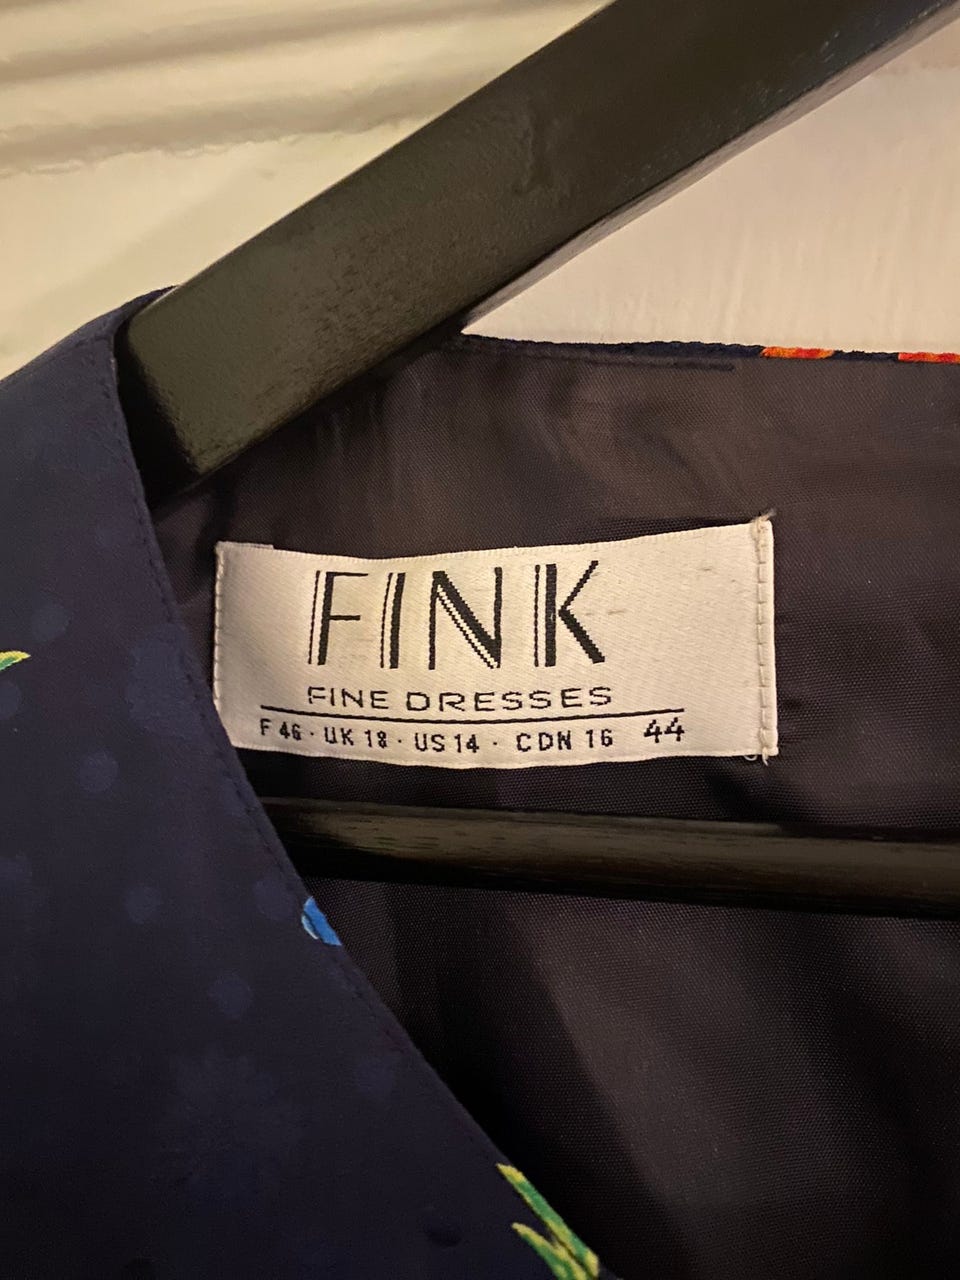 FINK
FINE DRESSES
F 46 · UK 18 · US 14 · CDN 16 44